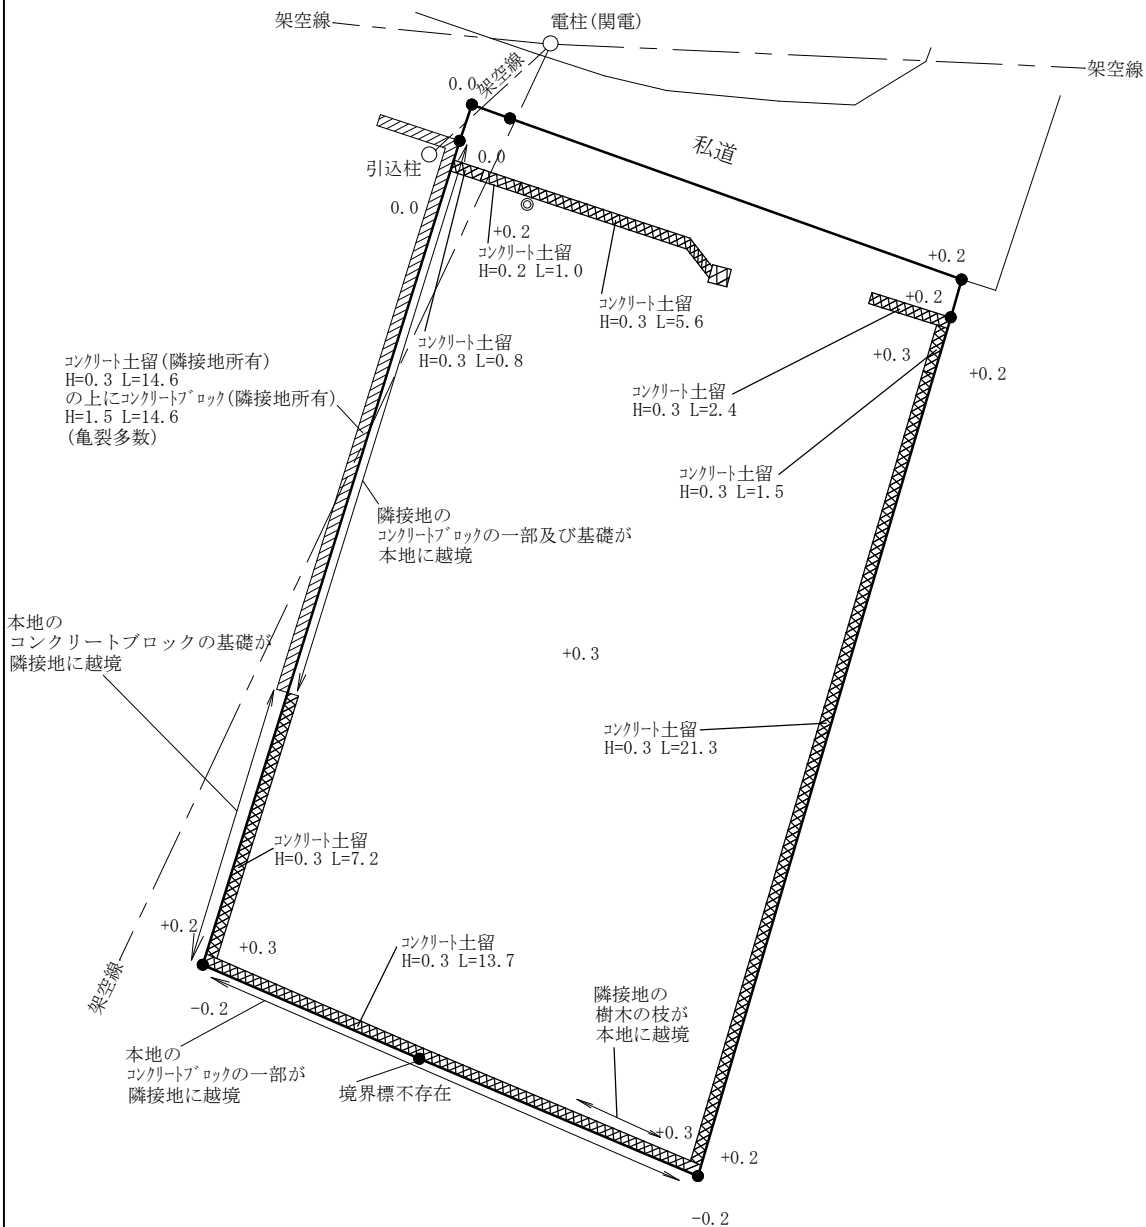 架空線
電柱(関電)
架空線
架空線
0.0
私道
引込柱
0.0
0.0
+0.2
コンクリート土留
H=0.2 L=1.0
+0.2
+0.2
コンクリート土留
H=0.3 L=5.6
コンクリート土留
H=0.3 L=0.8
+0.3
+0.2
コンクリート土留(隣接地所有)
H=0.3 L=14.6
の上にコンクリートブロック(隣接地所有)
H=1.5 L=14.6
(亀裂多数)
コンクリート土留
H=0.3 L=2.4
コンクリート土留
H=0.3 L=1.5
隣接地の
コンクリートブロックの一部及び基礎が
本地に越境
本地の
コンクリートブロックの基礎が
隣接地に越境
+0.3
コンクリート土留
H=0.3 L=21.3
コンクリート土留
H=0.3 L=7.2
+0.2
+0.3
コンクリート土留
H=0.3 L=13.7
架空線
-0.2
隣接地の
樹木の枝が
本地に越境
本地の
コンクリートブロックの一部が
隣接地に越境
境界標不存在
+0.3
+0.2
-0.2